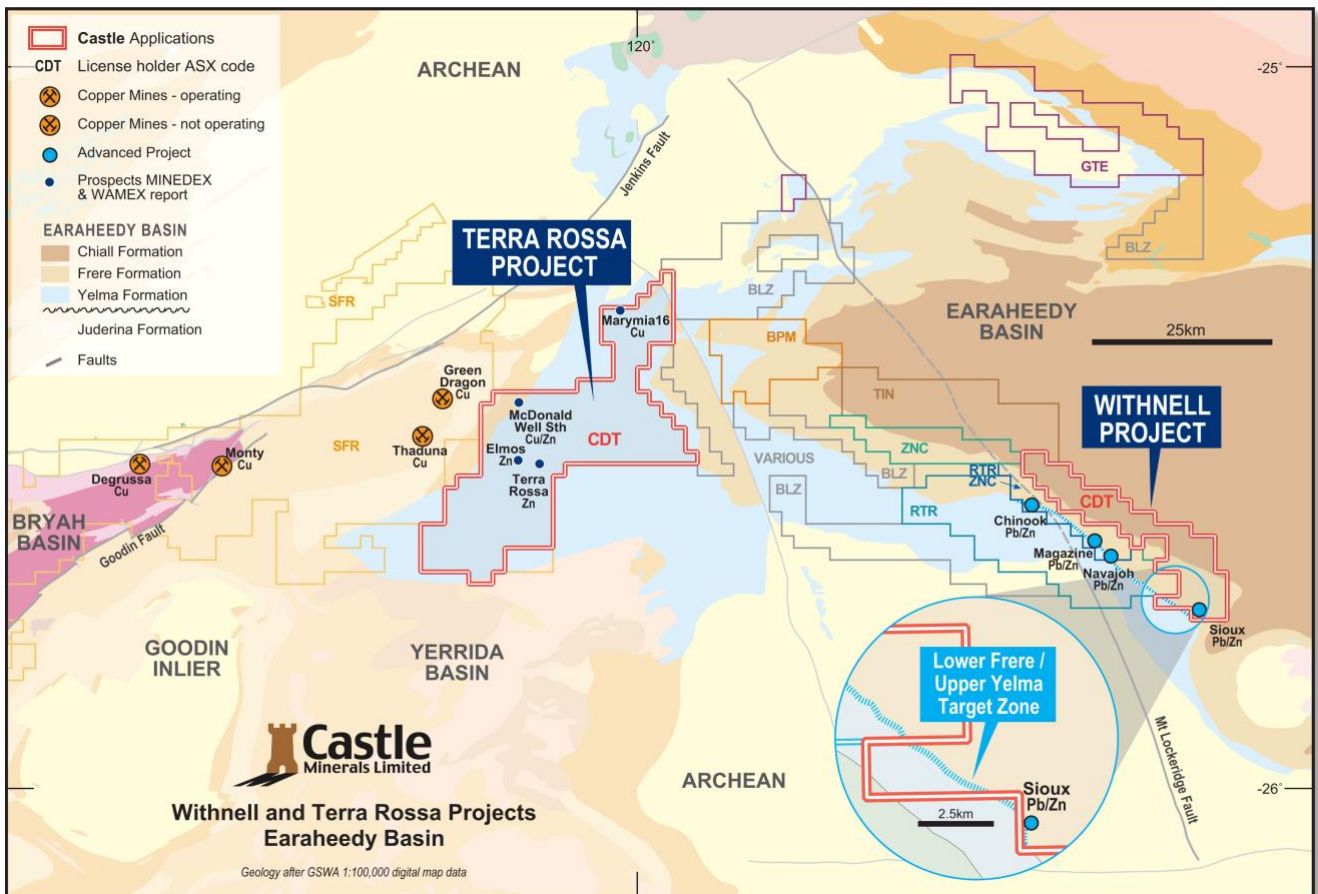 Castle Applications
CDT License holder ASX code
Copper Mines - operating
Copper Mines - not operating
Advanced Project
Prospects MINEDEX
& WAMEX report
EARAHEEDY BASIN
Chiall Formation
Frere Formation
Yelma Formation
Juderina Formation
Faults
120°
-25°
ARCHEAN
Jenkins Fault
GTE
BLZ
TERRA ROSSA
PROJECT
SFR
BLZ
EARAHEEDY
BASIN
25km
Marymia16
Cu
BPM
Green
Dragon
Cu
TIN
WITHNELL
PROJECT
McDonald
Well Sth
Cu/Zn
SFR
Thaduna
Cu
CDT
ZNC
Elmos
Zn
Terra
Rossa
Zn
VARIOUS
BLZ
BLZ
RTR
ZNC
CDT
Monty
Cu
Degrussa
Cu
RTR
Chinook
Pb/Zn
BRYAH
BASIN
Goodin Fault
Magazine
Pb/Zn
Navajoh
Pb/Zn
Sioux
Pb/Zn
GOODIN
INLIER
YERRIDA
BASIN
Lower Frere /
Upper Yelma
Target Zone
Mt Lockeridge Fault
Castle
Minerals Limited
ARCHEAN
Sioux
Pb/Zn
2.5km
-26°
Withnell and Terra Rossa Projects
Earaheedy Basin
Geology after GSWA 1:100,000 digital map data